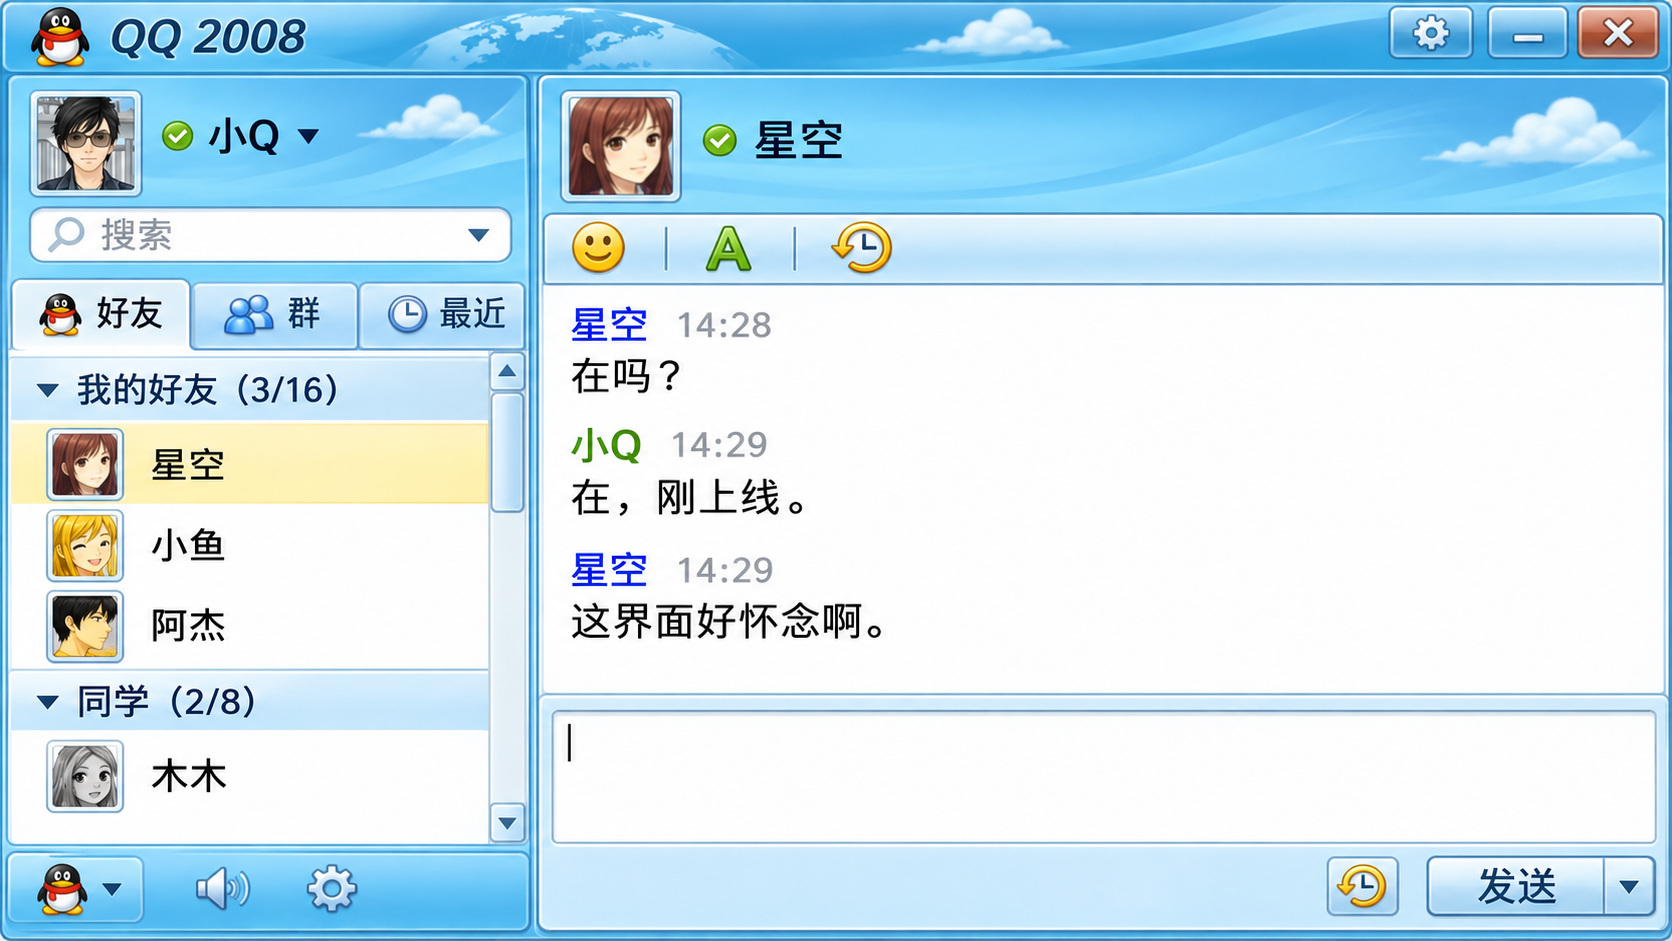 QQ 2008
小Q
搜索
好友 群 最近
我的好友（3/16）
星空
小鱼
阿杰
同学（2/8）
木木
星空
A
星空 14:28
在吗？
小Q 14:29
在，刚上线。
星空 14:29
这界面好怀念啊。
发送